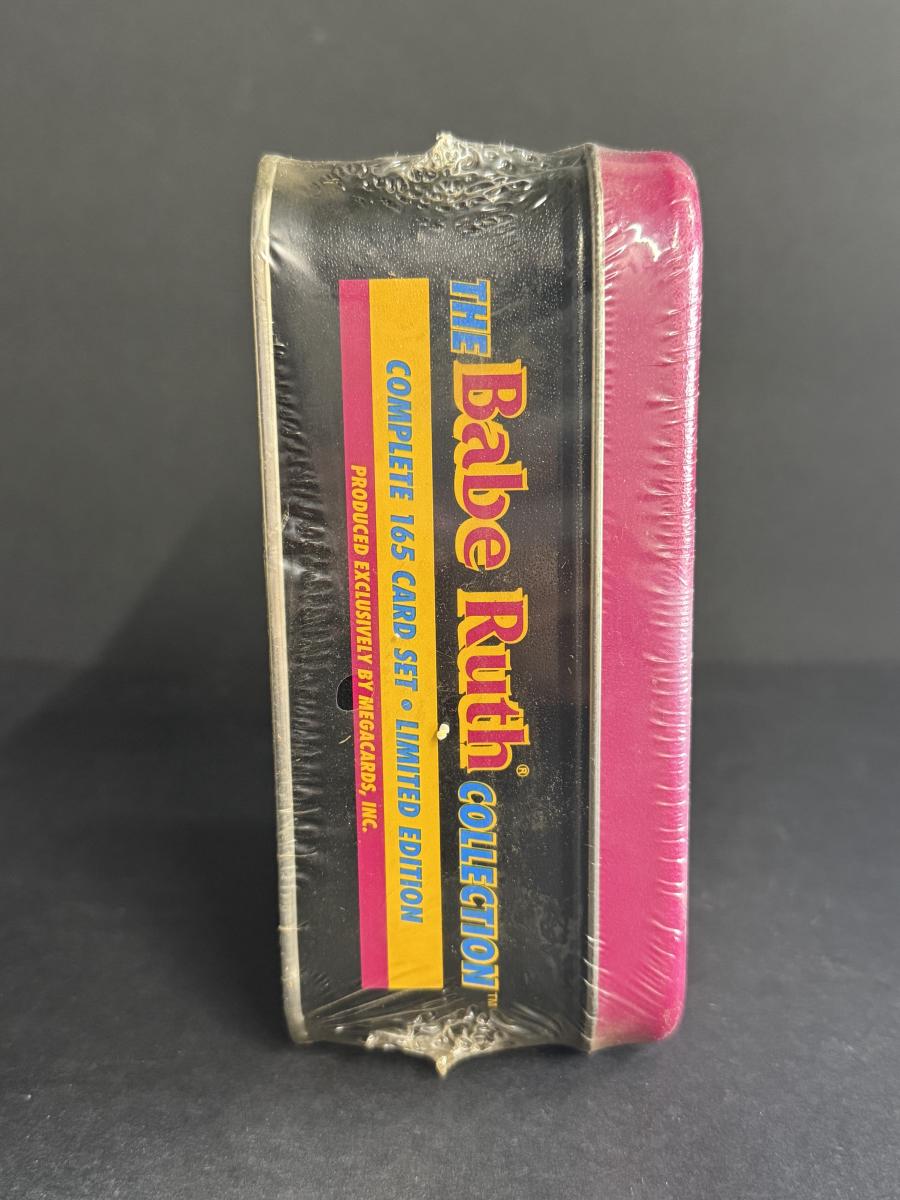 THE Babe Ruth® COLLECTION™
COMPLETE 165 CARD SET • LIMITED EDITION
PRODUCED EXCLUSIVELY BY MEGACARDS, INC.